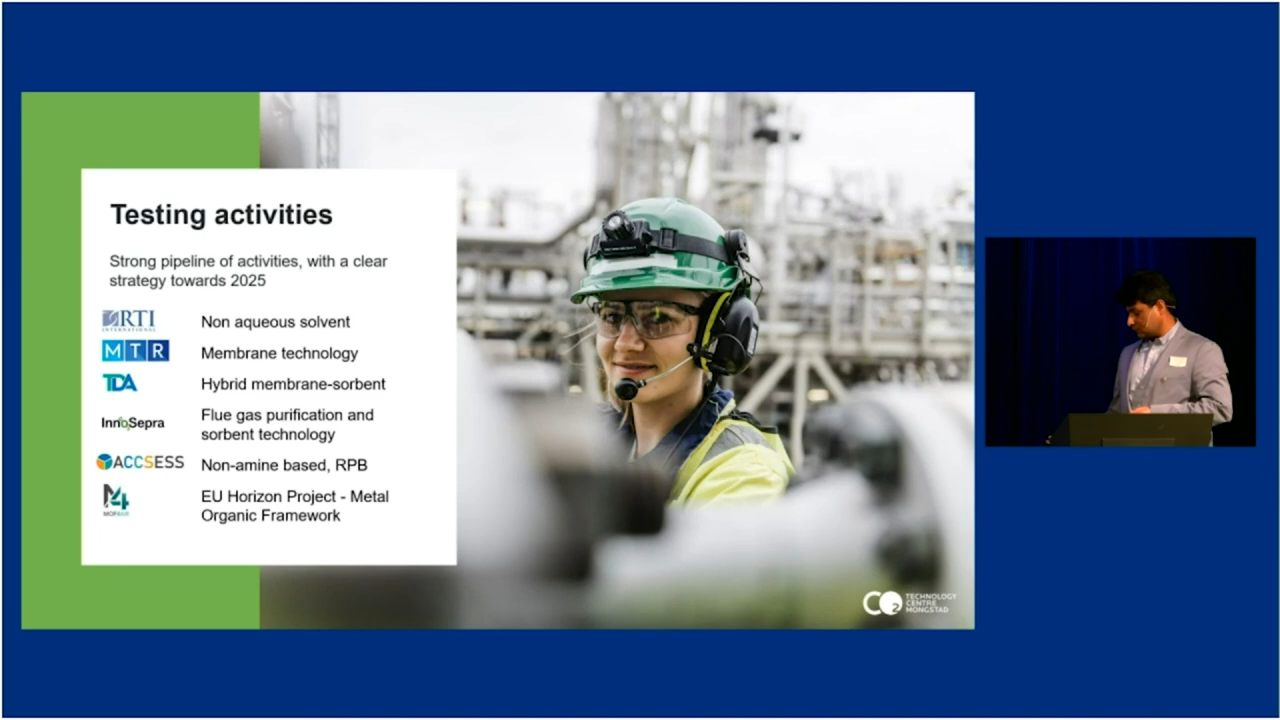 Testing activities
Strong pipeline of activities, with a clear
strategy towards 2025
RTI
INTERNATIONAL
Non aqueous solvent
MTR
Membrane technology
TDA
Hybrid membrane-sorbent
InnoSepra
Flue gas purification and
sorbent technology
ACCSESS
Non-amine based, RPB
M4
MOF4AIR
EU Horizon Project - Metal
Organic Framework
CO2
TECHNOLOGY
CENTRE
MONGSTAD